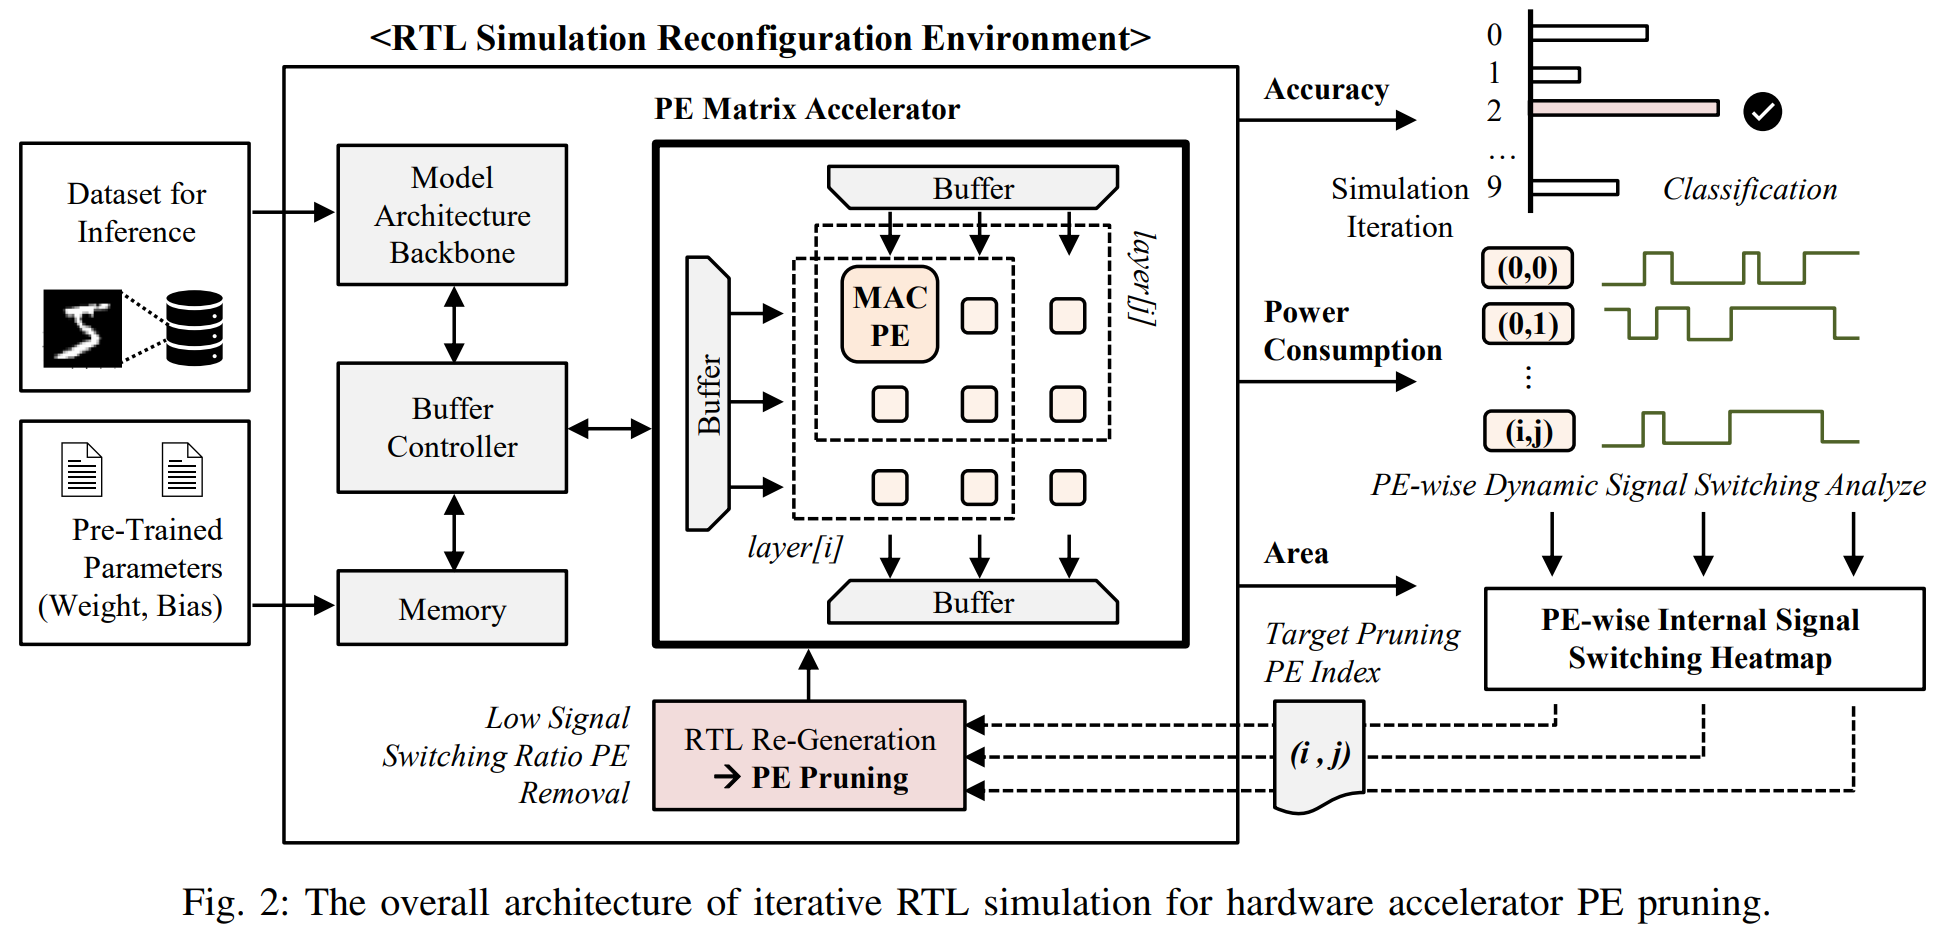 <RTL Simulation Reconfiguration Environment>
Dataset for
Inference
Pre-Trained
Parameters
(Weight, Bias)
Model
Architecture
Backbone
Buffer
Controller
Memory
PE Matrix Accelerator
Buffer
Buffer
MAC
PE
layer[j]
layer[i]
Buffer
Low Signal
Switching Ratio PE
Removal
RTL Re-Generation
→ PE Pruning
Accuracy
Simulation
Iteration
0
1
2
...
9
Classification
Power
Consumption
(0,0)
(0,1)
⋮
(i,j)
PE-wise Dynamic Signal Switching Analyze
Area
PE-wise Internal Signal
Switching Heatmap
Target Pruning
PE Index
(i , j)
Fig. 2: The overall architecture of iterative RTL simulation for hardware accelerator PE pruning.